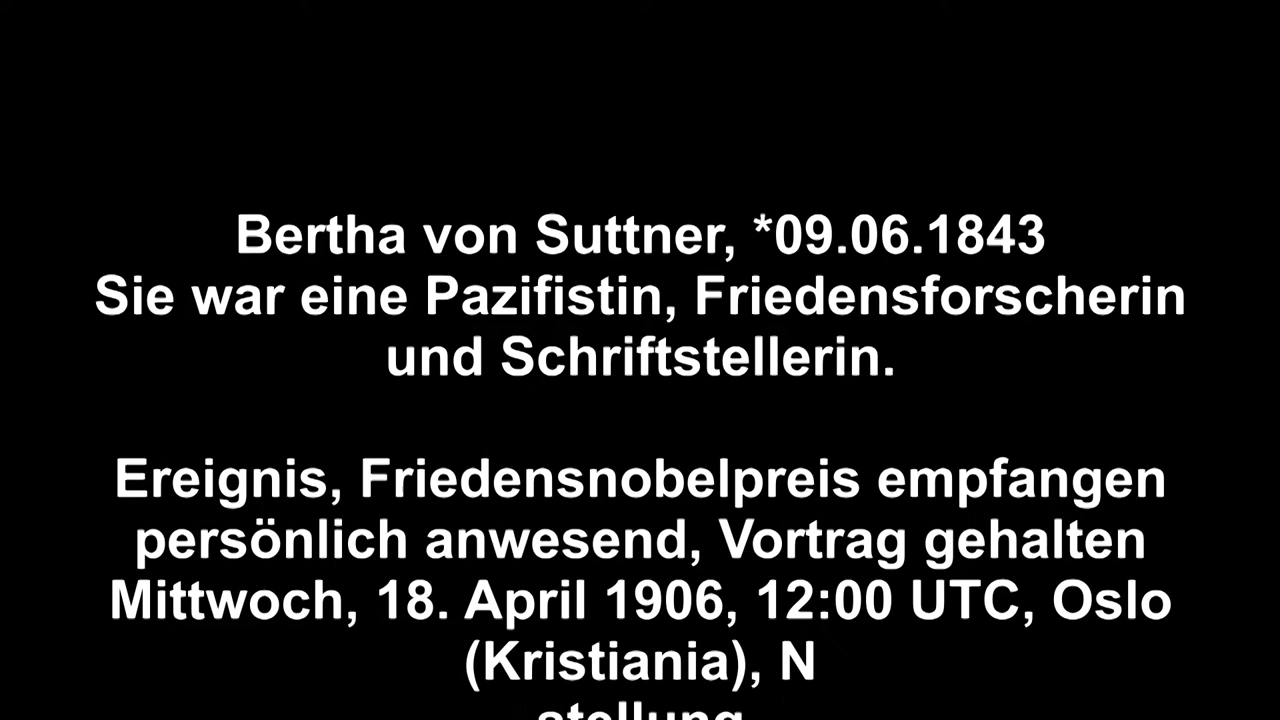 Bertha von Suttner, *09.06.1843
Sie war eine Pazifistin, Friedensforscherin
und Schriftstellerin.
Ereignis, Friedensnobelpreis empfangen
persönlich anwesend, Vortrag gehalten
Mittwoch, 18. April 1906, 12:00 UTC, Oslo
(Kristiania), N
stellung